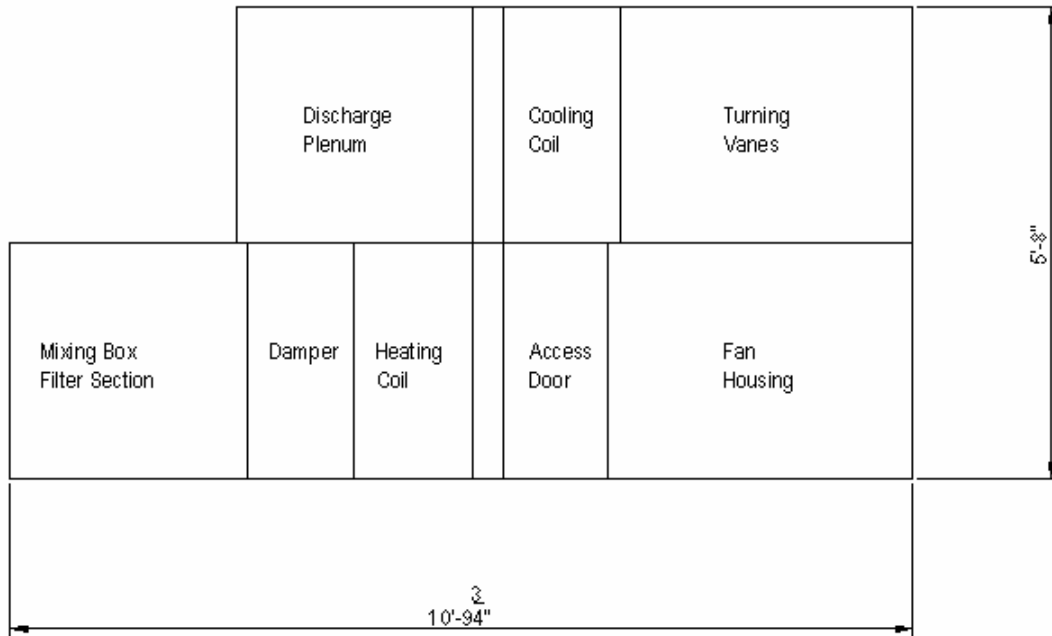 Discharge
Plenum
Cooling
Coil
Turning
Vanes
5'-8"
Mixing Box
Filter Section
Damper
Heating
Coil
Access
Door
Fan
Housing
3
10'-94"